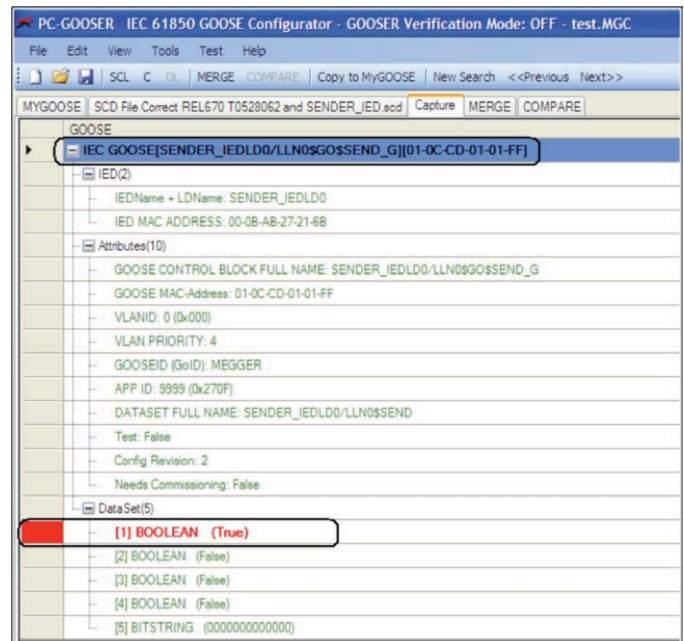 PC-GOOSER IEC 61850 GOOSE Configurator - GOOSER Verification Mode: OFF - test.MGC
File Edit View Tools Test Help
SCL C DL MERGE COMPARE Copy to MyGOOSE New Search <<Previous Next>>
MYGOOSE SCD File Correct REL670 T0528062 and SENDER_IED.scd Capture MERGE COMPARE
GOOSE
IEC GOOSE[SENDER_IEDLD0/LLN0$GO$SEND_G][01-0C-CD-01-01-FF]
IED(2)
IEDName + LDName: SENDER_IEDLD0
IED MAC ADDRESS: 00-0B-AB-27-21-6B
Attributes(10)
GOOSE CONTROL BLOCK FULL NAME: SENDER_IEDLD0/LLN0$GO$SEND_G
GOOSE MAC-Address: 01-0C-CD-01-01-FF
VLANID: 0 (0x000)
VLAN PRIORITY: 4
GOOSEID (GoID): MEGGER
APP ID: 9999 (0x270F)
DATASET FULL NAME: SENDER_IEDLD0/LLN0$SEND
Test: False
Config Revision: 2
Needs Commissioning: False
DataSet(5)
[1] BOOLEAN (True)
[2] BOOLEAN (False)
[3] BOOLEAN (False)
[4] BOOLEAN (False)
[5] BITSTRING (0000000000000)